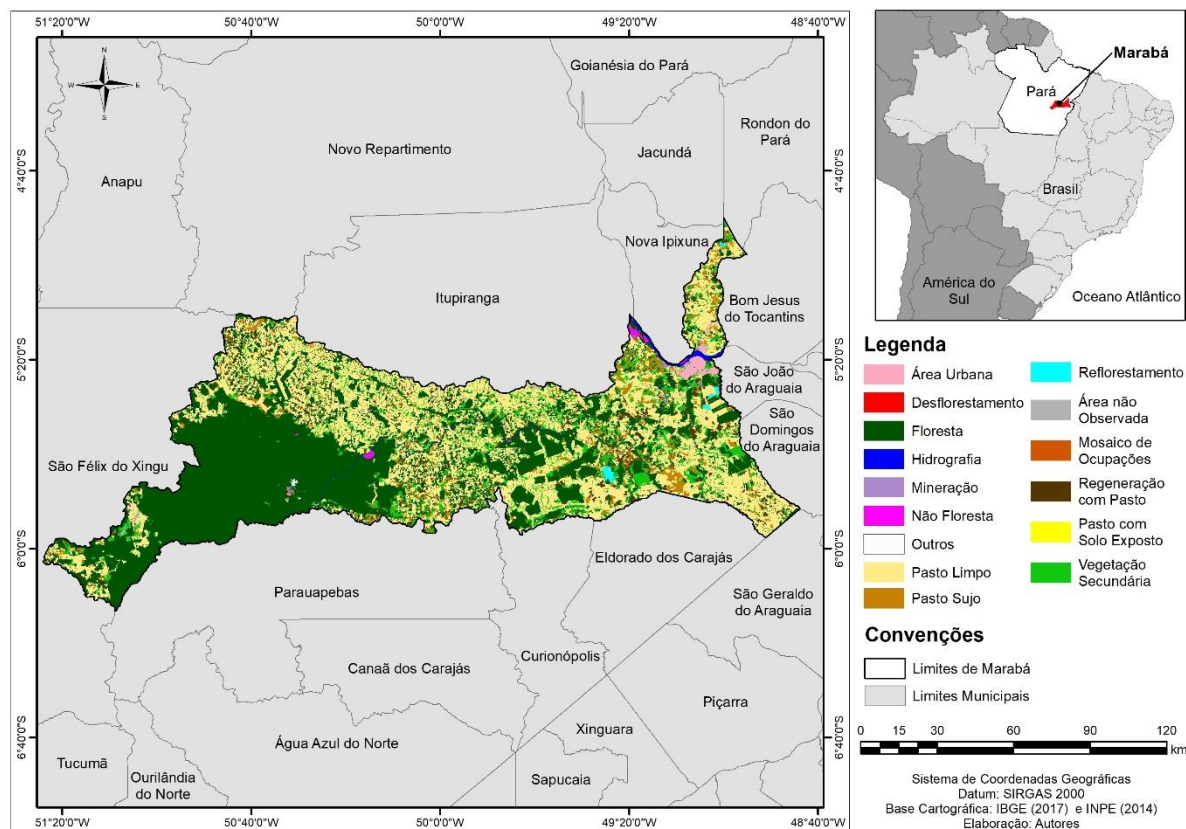 51°20'0"W
50°40'0"W
50°0'0"W
49°20'0"W
48°40'0"W
N
W
E
S
Goianésia do Pará
Rondon do
Pará
Novo Repartimento
Jacundá
Anapu
4°40'0"S
4°40'0"S
Nova Ipixuna
Itupiranga
Bom Jesus
do Tocantins
5°20'0"S
5°20'0"S
São João
do Araguaia
São
Domingos
do Araguaia
São Félix do Xingu
6°0'0"S
6°0'0"S
Eldorado dos Carajás
Parauapebas
São Geraldo
do Araguaia
Curionópolis
Canaã dos Carajás
Piçarra
Xinguara
Água Azul do Norte
6°40'0"S
6°40'0"S
Tucumã
Ourilândia
do Norte
Sapucaia
51°20'0"W
50°40'0"W
50°0'0"W
49°20'0"W
48°40'0"W
Marabá
Pará
Brasil
América do
Sul
Oceano Atlântico
Legenda
Área Urbana
Desflorestamento
Floresta
Hidrografia
Mineração
Não Floresta
Outros
Pasto Limpo
Pasto Sujo
Reflorestamento
Área não
Observada
Mosaico de
Ocupações
Regeneração
com Pasto
Pasto com
Solo Exposto
Vegetação
Secundária
Convenções
Limites de Marabá
Limites Municipais
0 15 30 60 90 120
km
Sistema de Coordenadas Geográficas
Datum: SIRGAS 2000
Base Cartográfica: IBGE (2017) e INPE (2014)
Elaboração: Autores